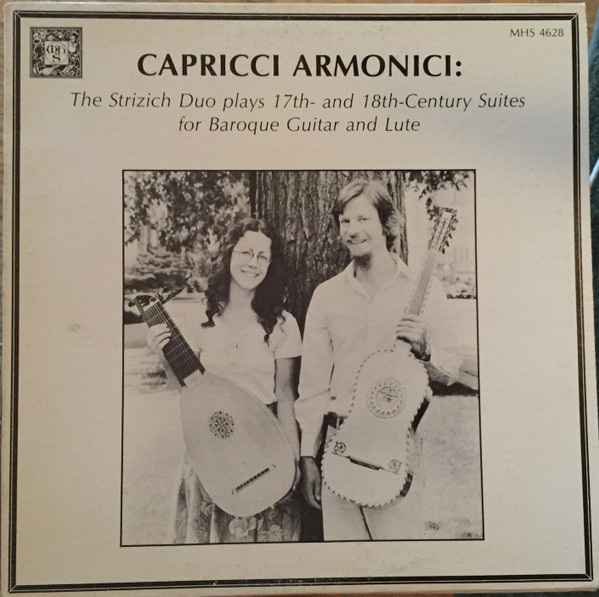 MHS 4628
CAPRICCI ARMONICI:
The Strizich Duo plays 17th- and 18th-Century Suites
for Baroque Guitar and Lute